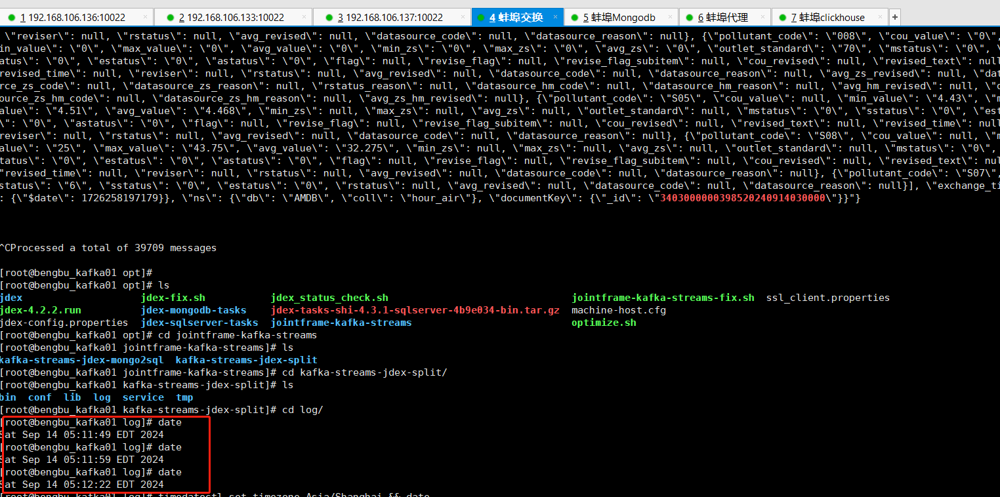 1 192.168.106.136:10022 × 2 192.168.106.133:10022 × 3 192.168.106.137:10022 × 4 蚌埠交换 × 5 蚌埠Mongodb × 6 蚌埠代理 × 7 蚌埠clickhouse × +
\"reviser\": null, \"rstatus\": null, \"avg_revised\": null, \"datasource_code\": null, \"datasource_reason\": null}, {\"pollutant_code\": \"008\", \"cou_value\": \"0\",
in_value\": \"0\", \"max_value\": \"0\", \"avg_value\": \"0\", \"min_zs\": \"0\", \"max_zs\": \"0\", \"avg_zs\": \"0\", \"outlet_standard\": \"70\", \"mstatus\": \"0\", \"
tatus\": \"0\", \"estatus\": \"0\", \"astatus\": \"0\", \"flag\": null, \"revise_flag\": null, \"revise_flag_subitem\": null, \"cou_revised\": null, \"revised_text\": null
revised_time\": null, \"reviser\": null, \"rstatus\": null, \"avg_revised\": null, \"datasource_code\": null, \"datasource_reason\": null, \"avg_zs_revised\": null, \"dat
rce_zs_code\": null, \"datasource_zs_reason\": null, \"rstatus_reason\": null, \"datasource_hm_code\": null, \"datasource_hm_reason\": null, \"avg_hm_revised\": null, \"d
ource_zs_hm_code\": null, \"datasource_zs_hm_reason\": null, \"avg_zs_hm_revised\": null}, {\"pollutant_code\": \"S05\", \"cou_value\": null, \"min_value\": \"4.43\", \"m
alue\": \"4.51\", \"avg_value\": \"4.468\", \"min_zs\": null, \"max_zs\": null, \"avg_zs\": null, \"outlet_standard\": null, \"mstatus\": \"0\", \"sstatus\": \"0\", \"est
\": \"0\", \"astatus\": \"0\", \"flag\": null, \"revise_flag\": null, \"revise_flag_subitem\": null, \"cou_revised\": null, \"revised_text\": null, \"revised_time\": null
reviser\": null, \"rstatus\": null, \"avg_revised\": null, \"datasource_code\": null, \"datasource_reason\": null}, {\"pollutant_code\": \"S08\", \"cou_value\": null, \"m
alue\": \"25\", \"max_value\": \"43.75\", \"avg_value\": \"32.275\", \"min_zs\": null, \"max_zs\": null, \"avg_zs\": null, \"outlet_standard\": null, \"mstatus\": \"0\",
status\": \"0\", \"estatus\": \"0\", \"astatus\": \"0\", \"flag\": null, \"revise_flag\": null, \"revise_flag_subitem\": null, \"cou_revised\": null, \"revised_text\": nul
\"revised_time\": null, \"reviser\": null, \"rstatus\": null, \"avg_revised\": null, \"datasource_code\": null, \"datasource_reason\": null}, {\"pollutant_code\": \"S07\",
status\": \"6\", \"sstatus\": \"0\", \"estatus\": \"0\", \"rstatus\": null, \"avg_revised\": null, \"datasource_code\": null, \"datasource_reason\": null}], \"exchange_ti
: {\"$date\": 1726258197179}}, \"ns\": {\"db\": \"AMDB\", \"coll\": \"hour_air\"}, \"documentKey\": {\"_id\": \"3403000000398520240914030000\"}}"}
^CProcessed a total of 39709 messages
[root@bengbu_kafka01 opt]#
[root@bengbu_kafka01 opt]# ls
jdex jdex-fix.sh jdex_status_check.sh jointframe-kafka-streams-fix.sh ssl_client.properties
jdex-4.2.2.run jdex-mongodb-tasks jdex-tasks-shi-4.3.1-sqlserver-4b9e034-bin.tar.gz machine-host.cfg
jdex-config.properties jdex-sqlserver-tasks jointframe-kafka-streams optimize.sh
[root@bengbu_kafka01 opt]# cd jointframe-kafka-streams
[root@bengbu_kafka01 jointframe-kafka-streams]# ls
kafka-streams-jdex-mongo2sql kafka-streams-jdex-split
[root@bengbu_kafka01 jointframe-kafka-streams]# cd kafka-streams-jdex-split/
[root@bengbu_kafka01 kafka-streams-jdex-split]# ls
bin conf lib log service tmp
[root@bengbu_kafka01 kafka-streams-jdex-split]# cd log/
[root@bengbu_kafka01 log]# date
Sat Sep 14 05:11:49 EDT 2024
[root@bengbu_kafka01 log]# date
Sat Sep 14 05:11:59 EDT 2024
[root@bengbu_kafka01 log]# date
Sat Sep 14 05:12:22 EDT 2024
[root@bengbu_kafka01 log]# timedatectl set-timezone Asia/Shanghai && date